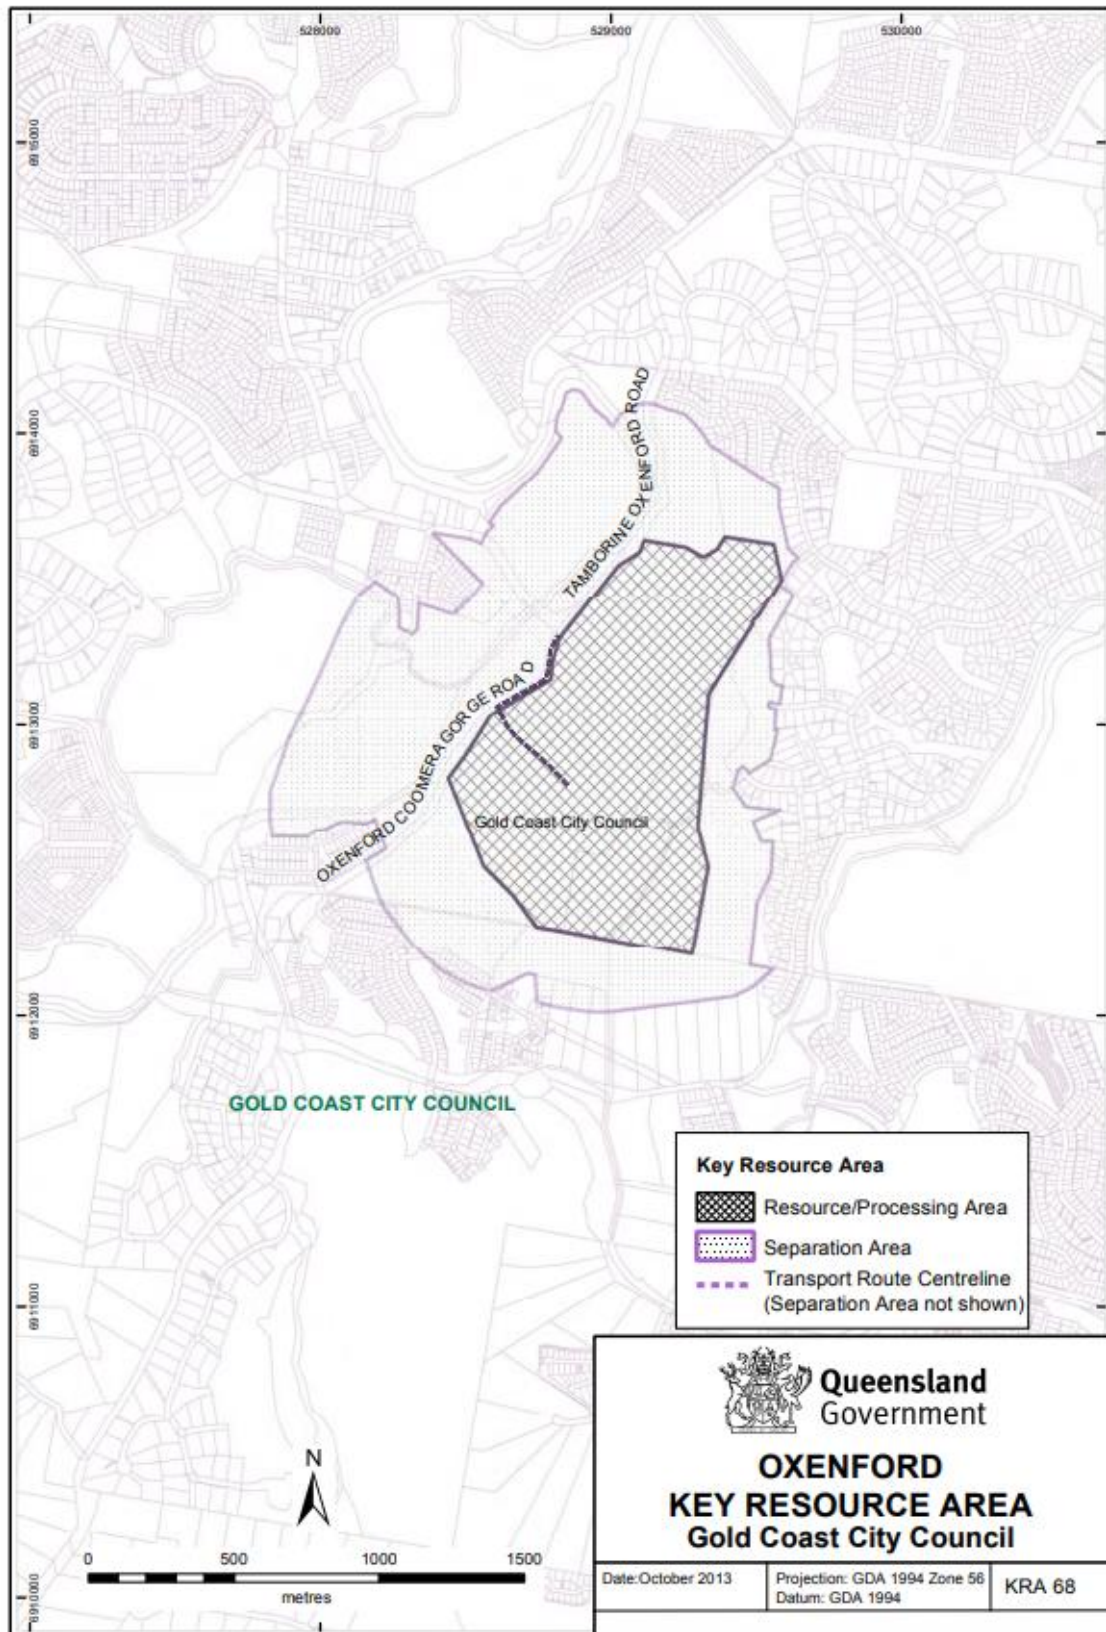 528000
529000
530000
6915000
6914000
6913000
6912000
6911000
6910000
TAMBORINE OXENFORD ROAD
OXENFORD COOMERA GORGE ROAD
Gold Coast City Council
GOLD COAST CITY COUNCIL
Key Resource Area
Resource/Processing Area
Separation Area
Transport Route Centreline
(Separation Area not shown)
Queensland
Government
OXENFORD
KEY RESOURCE AREA
Gold Coast City Council
N
0 500 1000 1500
metres
Date:October 2013
Projection: GDA 1994 Zone 56
Datum: GDA 1994
KRA 68